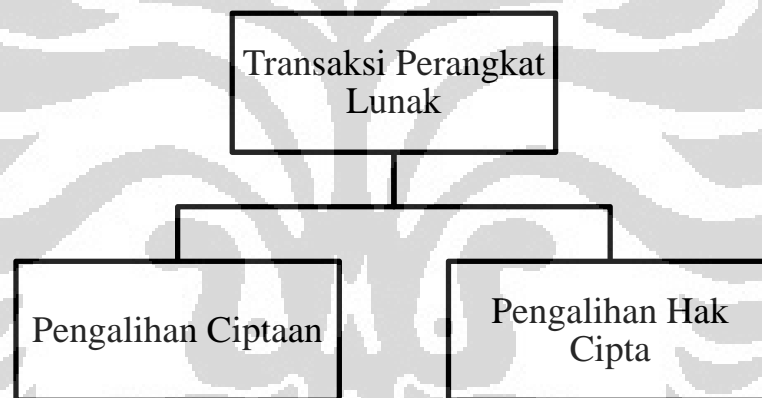 Transaksi Perangkat
Lunak
Pengalihan Ciptaan
Pengalihan Hak
Cipta